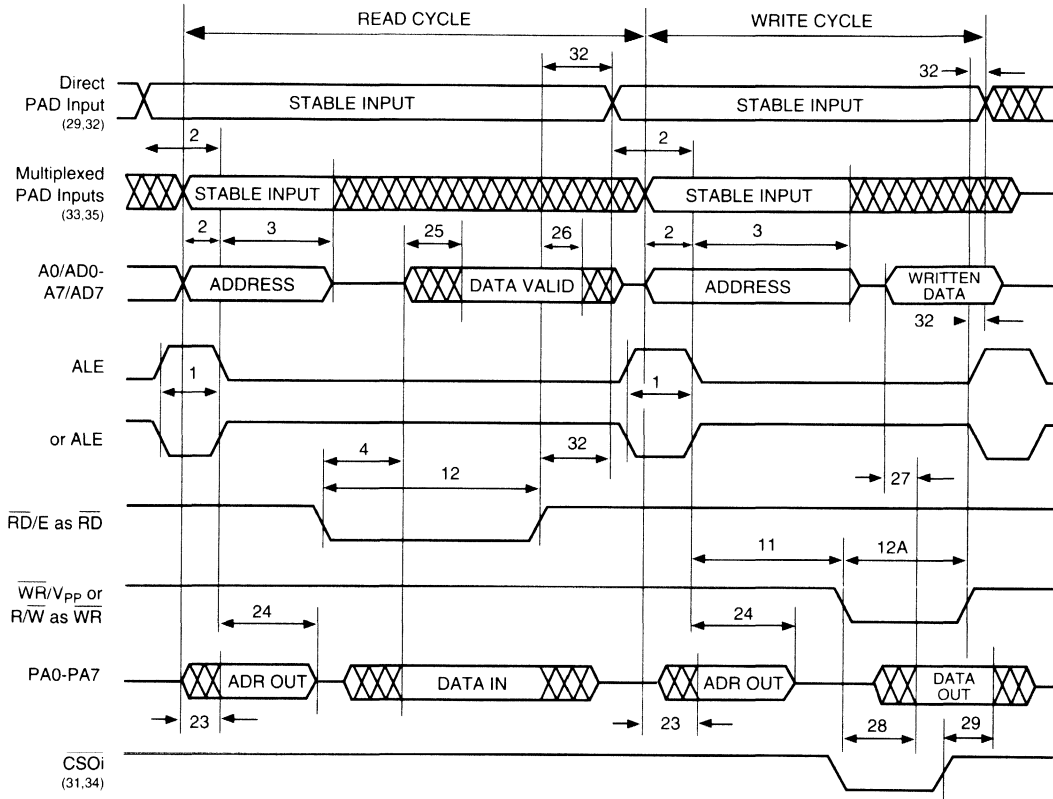 READ CYCLE WRITE CYCLE
32
32
Direct
PAD Input
(29,32)
STABLE INPUT STABLE INPUT
2 2
Multiplexed
PAD Inputs
(33,35)
STABLE INPUT STABLE INPUT
2 3 25 26 2 3
A0/AD0-
A7/AD7
ADDRESS DATA VALID ADDRESS WRITTEN
DATA
32
ALE
1 1
or ALE
4 32
12
27
RD/E as RD
11 12A
WR/VPP or
R/W as WR
24 24
PA0-PA7
ADR OUT DATA IN ADR OUT DATA
OUT
23 23 28 29
CSOi
(31,34)